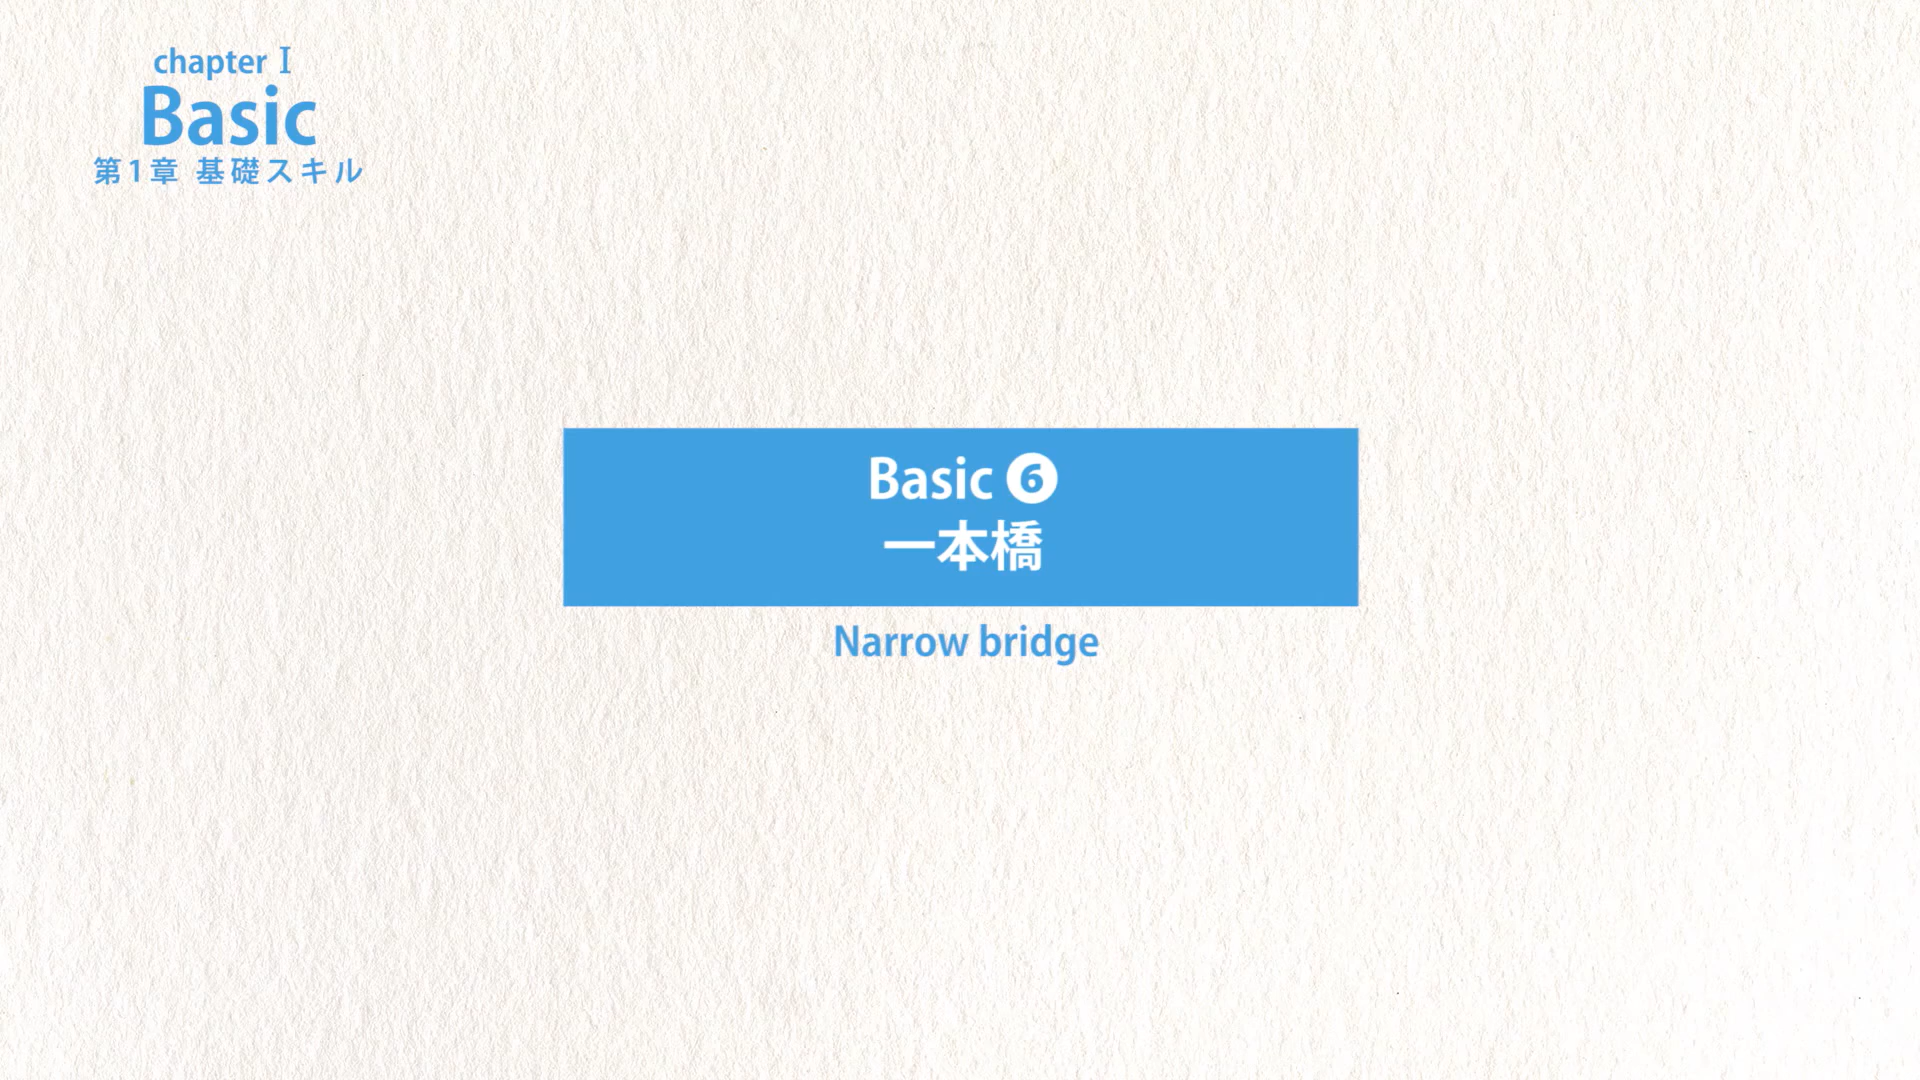 chapter Ⅰ
Basic
第1章 基礎スキル
Basic ❻
一本橋
Narrow bridge